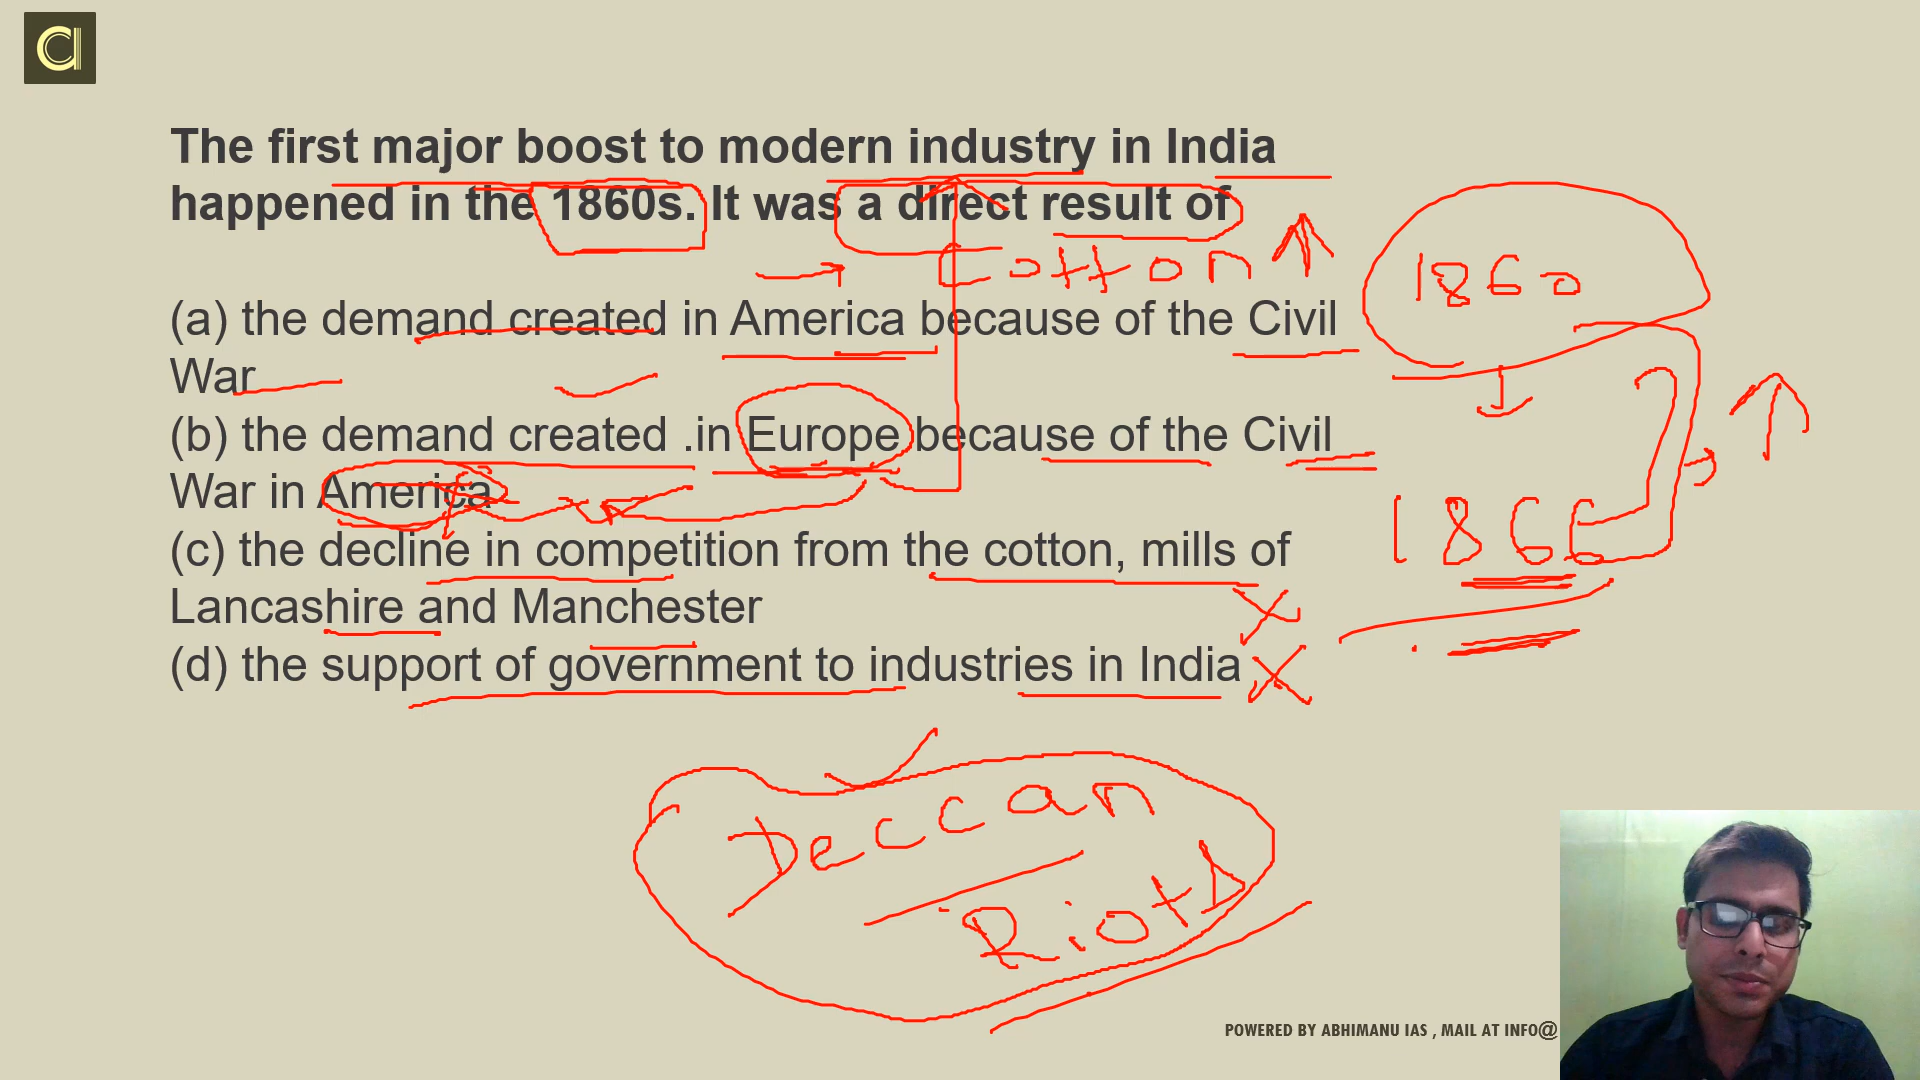 The first major boost to modern industry in India
happened in the 1860s. It was a direct result of
Cotton
1860
(a) the demand created in America because of the Civil
War
(b) the demand created .in Europe because of the Civil
War in America
1866
(c) the decline in competition from the cotton, mills of
Lancashire and Manchester
(d) the support of government to industries in India
Deccan
Riots
POWERED BY ABHIMANU IAS , MAIL AT INFO@